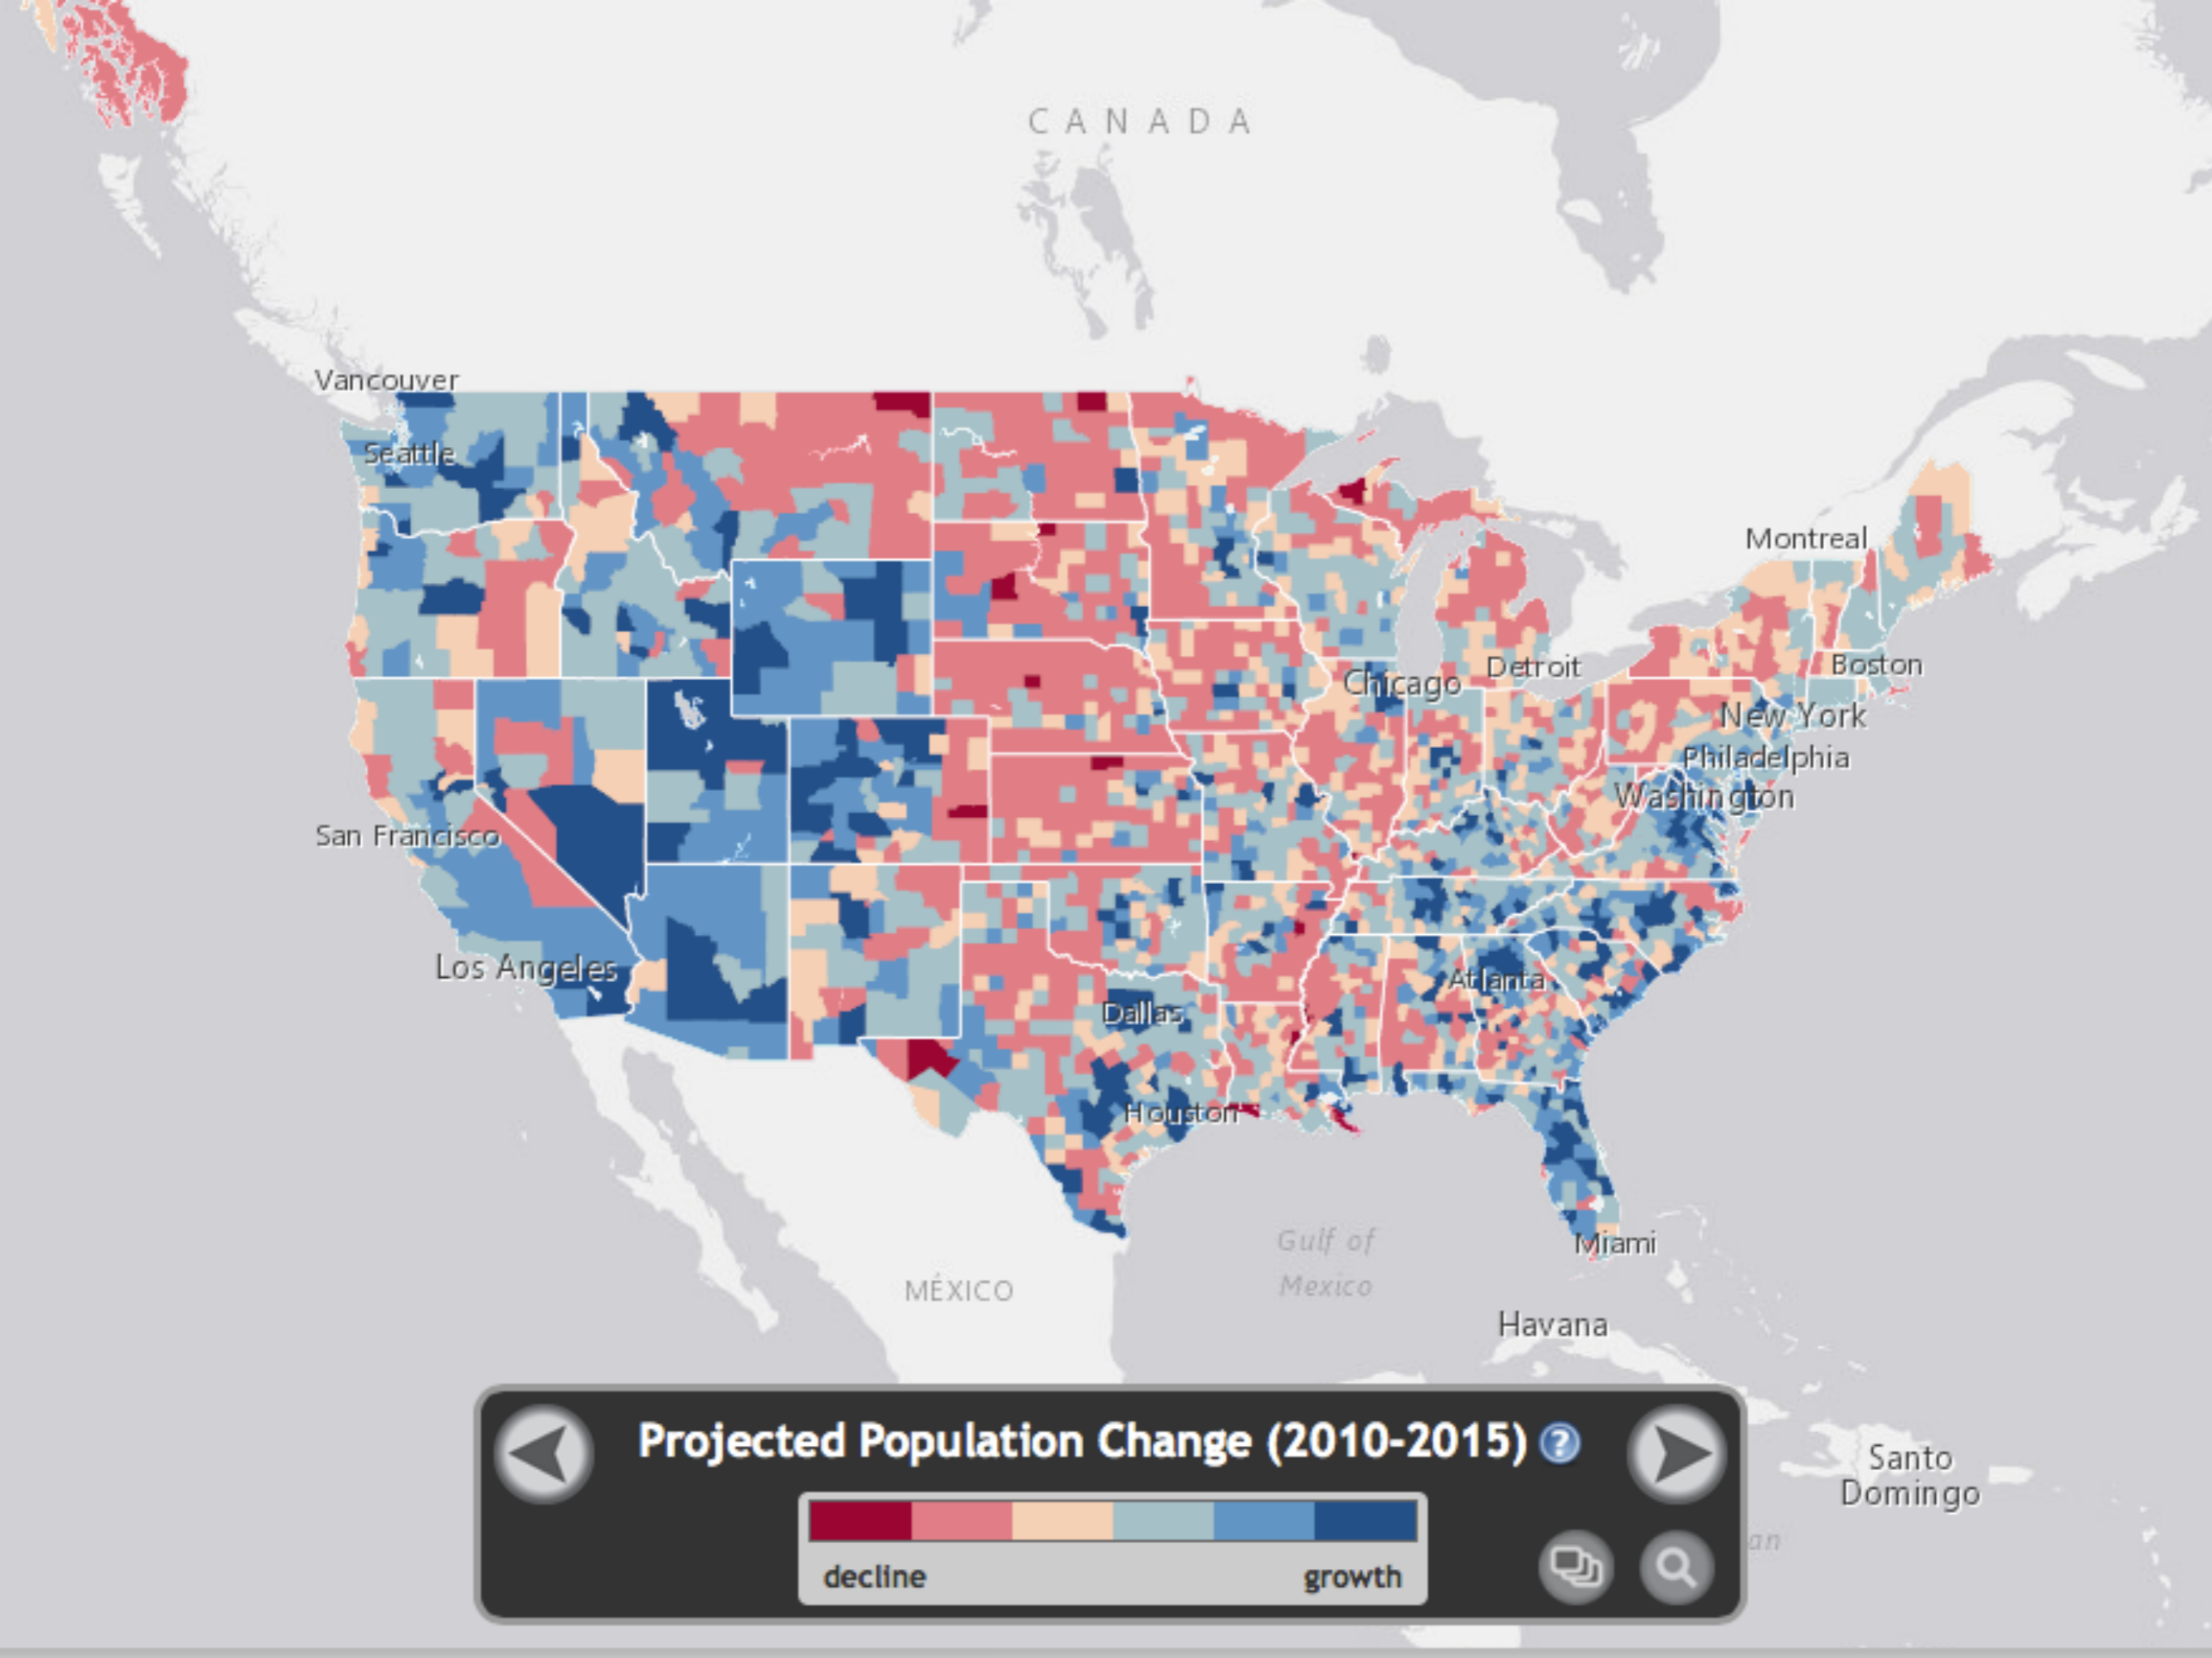 CANADA
Vancouver
Seattle
Montreal
Detroit
Boston
Chicago
New York
Philadelphia
Washington
San Francisco
Los Angeles
Atlanta
Dallas
Houston
Gulf of
Mexico
Miami
MÉXICO
Havana
Projected Population Change (2010-2015) ?
Santo
Domingo
an
decline
growth